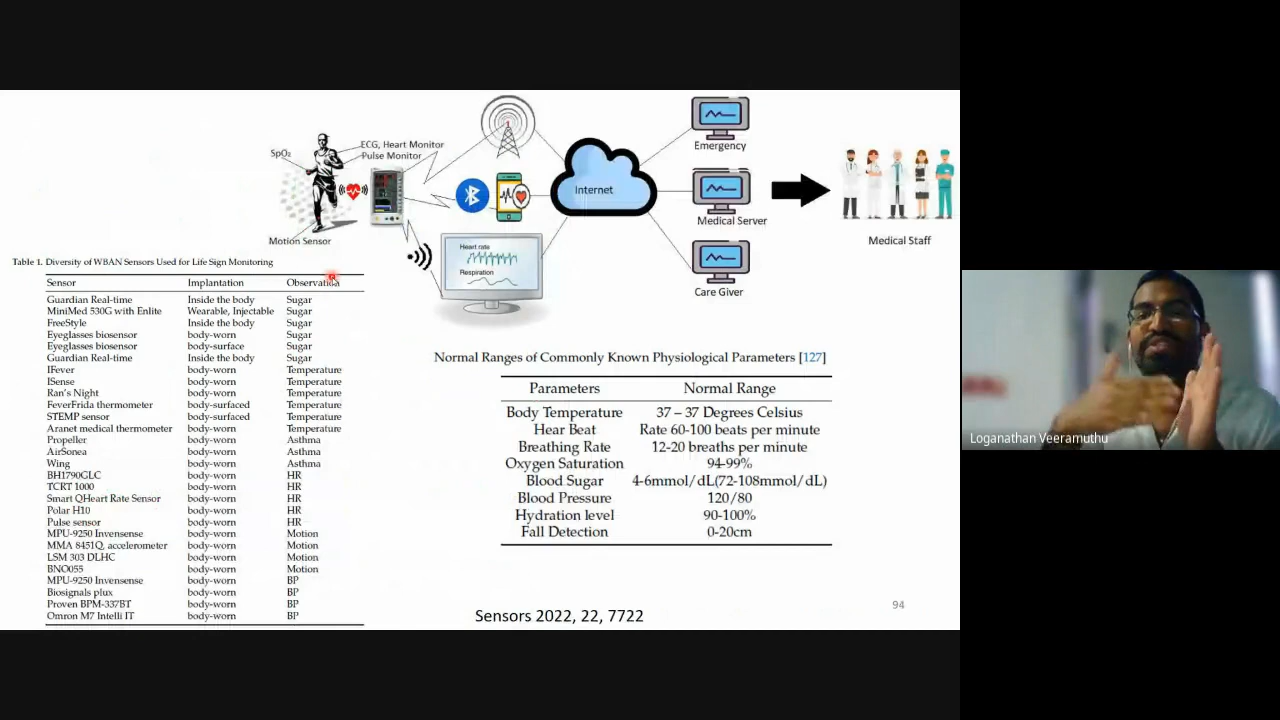 SpO₂
ECG, Heart Monitor
Pulse Monitor
Motion Sensor
Heart rate
Respiration
Internet
Emergency
Medical Server
Care Giver
Medical Staff
Table 1. Diversity of WBAN Sensors Used for Life Sign Monitoring
Sensor Implantation Observation
Guardian Real-time Inside the body Sugar
MiniMed 530G with Enlite Wearable, Injectable Sugar
FreeStyle Inside the body Sugar
Eyeglasses biosensor body-worn Sugar
Eyeglasses biosensor body-surface Sugar
Guardian Real-time Inside the body Sugar
IFever body-worn Temperature
ISense body-worn Temperature
Ran's Night body-worn Temperature
FeverFrida thermometer body-surfaced Temperature
STEMP sensor body-surfaced Temperature
Aranet medical thermometer body-worn Temperature
Propeller body-worn Asthma
AirSonea body-worn Asthma
Wing body-worn Asthma
BH1790GLC body-worn HR
TCRT 1000 body-worn HR
Smart QHeart Rate Sensor body-worn HR
Polar H10 body-worn HR
Pulse sensor body-worn HR
MPU-9250 Invensense body-worn Motion
MMA 8451Q, accelerometer body-worn Motion
LSM 303 DLHC body-worn Motion
BNO055 body-worn Motion
MPU-9250 Invensense body-worn BP
Biosignals plux body-worn BP
Proven BPM-337BT body-worn BP
Omron M7 Intelli IT body-worn BP
Normal Ranges of Commonly Known Physiological Parameters [127]
Parameters Normal Range
Body Temperature 37 – 37 Degrees Celsius
Hear Beat Rate 60-100 beats per minute
Breathing Rate 12-20 breaths per minute
Oxygen Saturation 94-99%
Blood Sugar 4-6mmol/dL(72-108mmol/dL)
Blood Pressure 120/80
Hydration level 90-100%
Fall Detection 0-20cm
Sensors 2022, 22, 7722
94
Loganathan Veeramuthu